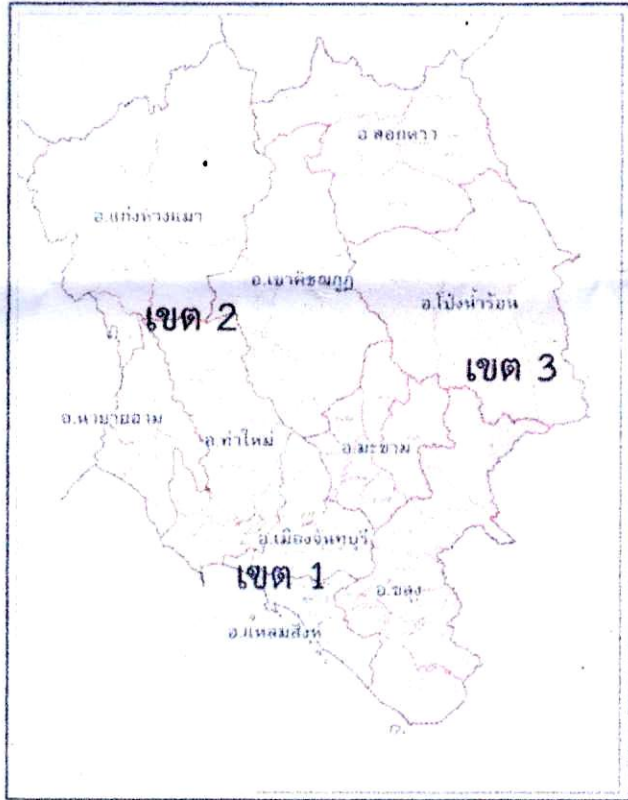 อ.สอยดาว
อ.แก่งหางแมว
อ.เขาคิชฌกูฏ
อ.โป่งน้ำร้อน
เขต 2
เขต 3
อ.นายายอาม
อ.ท่าใหม่
อ.มะขาม
อ.เมืองจันทบุรี
เขต 1
อ.ขลุง
อ.แหลมสิงห์